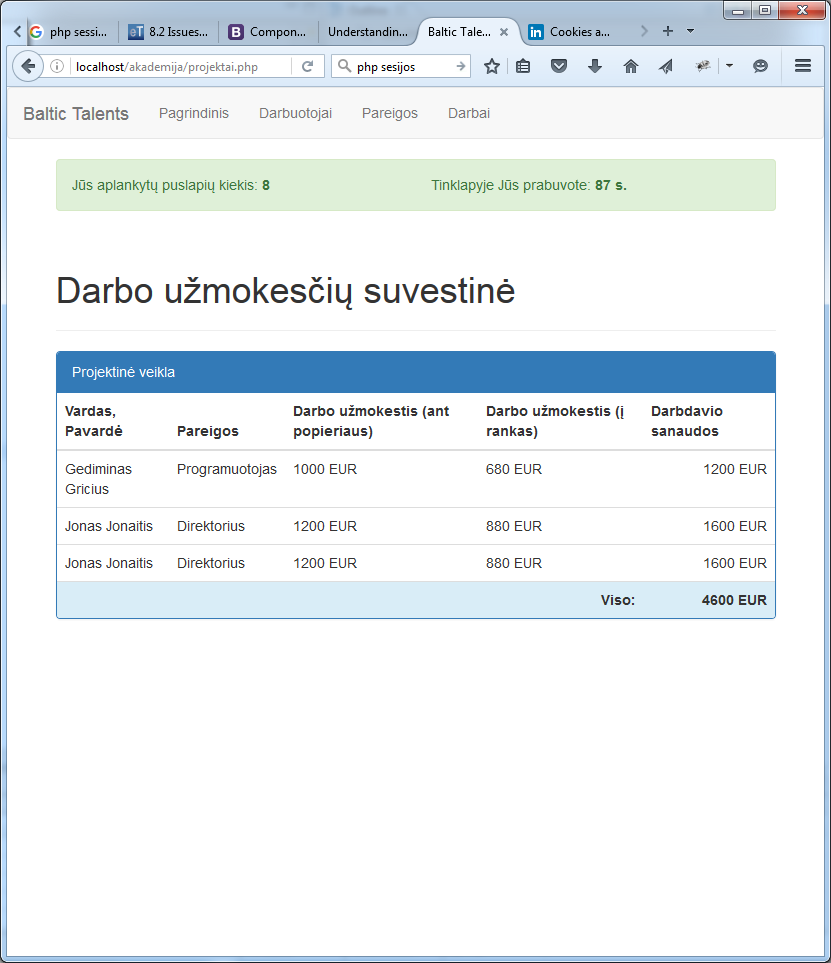 php sessi...
8.2 Issues...
Compon...
Understandin...
Baltic Tale...
Cookies a...
localhost/akademija/projektai.php
php sesijos
Baltic Talents
Pagrindinis
Darbuotojai
Pareigos
Darbai
Jūs aplankytų puslapių kiekis: 8
Tinklapyje Jūs prabuvote: 87 s.
Darbo užmokesčių suvestinė
Projektinė veikla
Vardas, Pavardė Pareigos Darbo užmokestis (ant popieriaus) Darbo užmokestis (į rankas) Darbdavio sanaudos
Gediminas Gricius Programuotojas 1000 EUR 680 EUR 1200 EUR
Jonas Jonaitis Direktorius 1200 EUR 880 EUR 1600 EUR
Jonas Jonaitis Direktorius 1200 EUR 880 EUR 1600 EUR
Viso: 4600 EUR